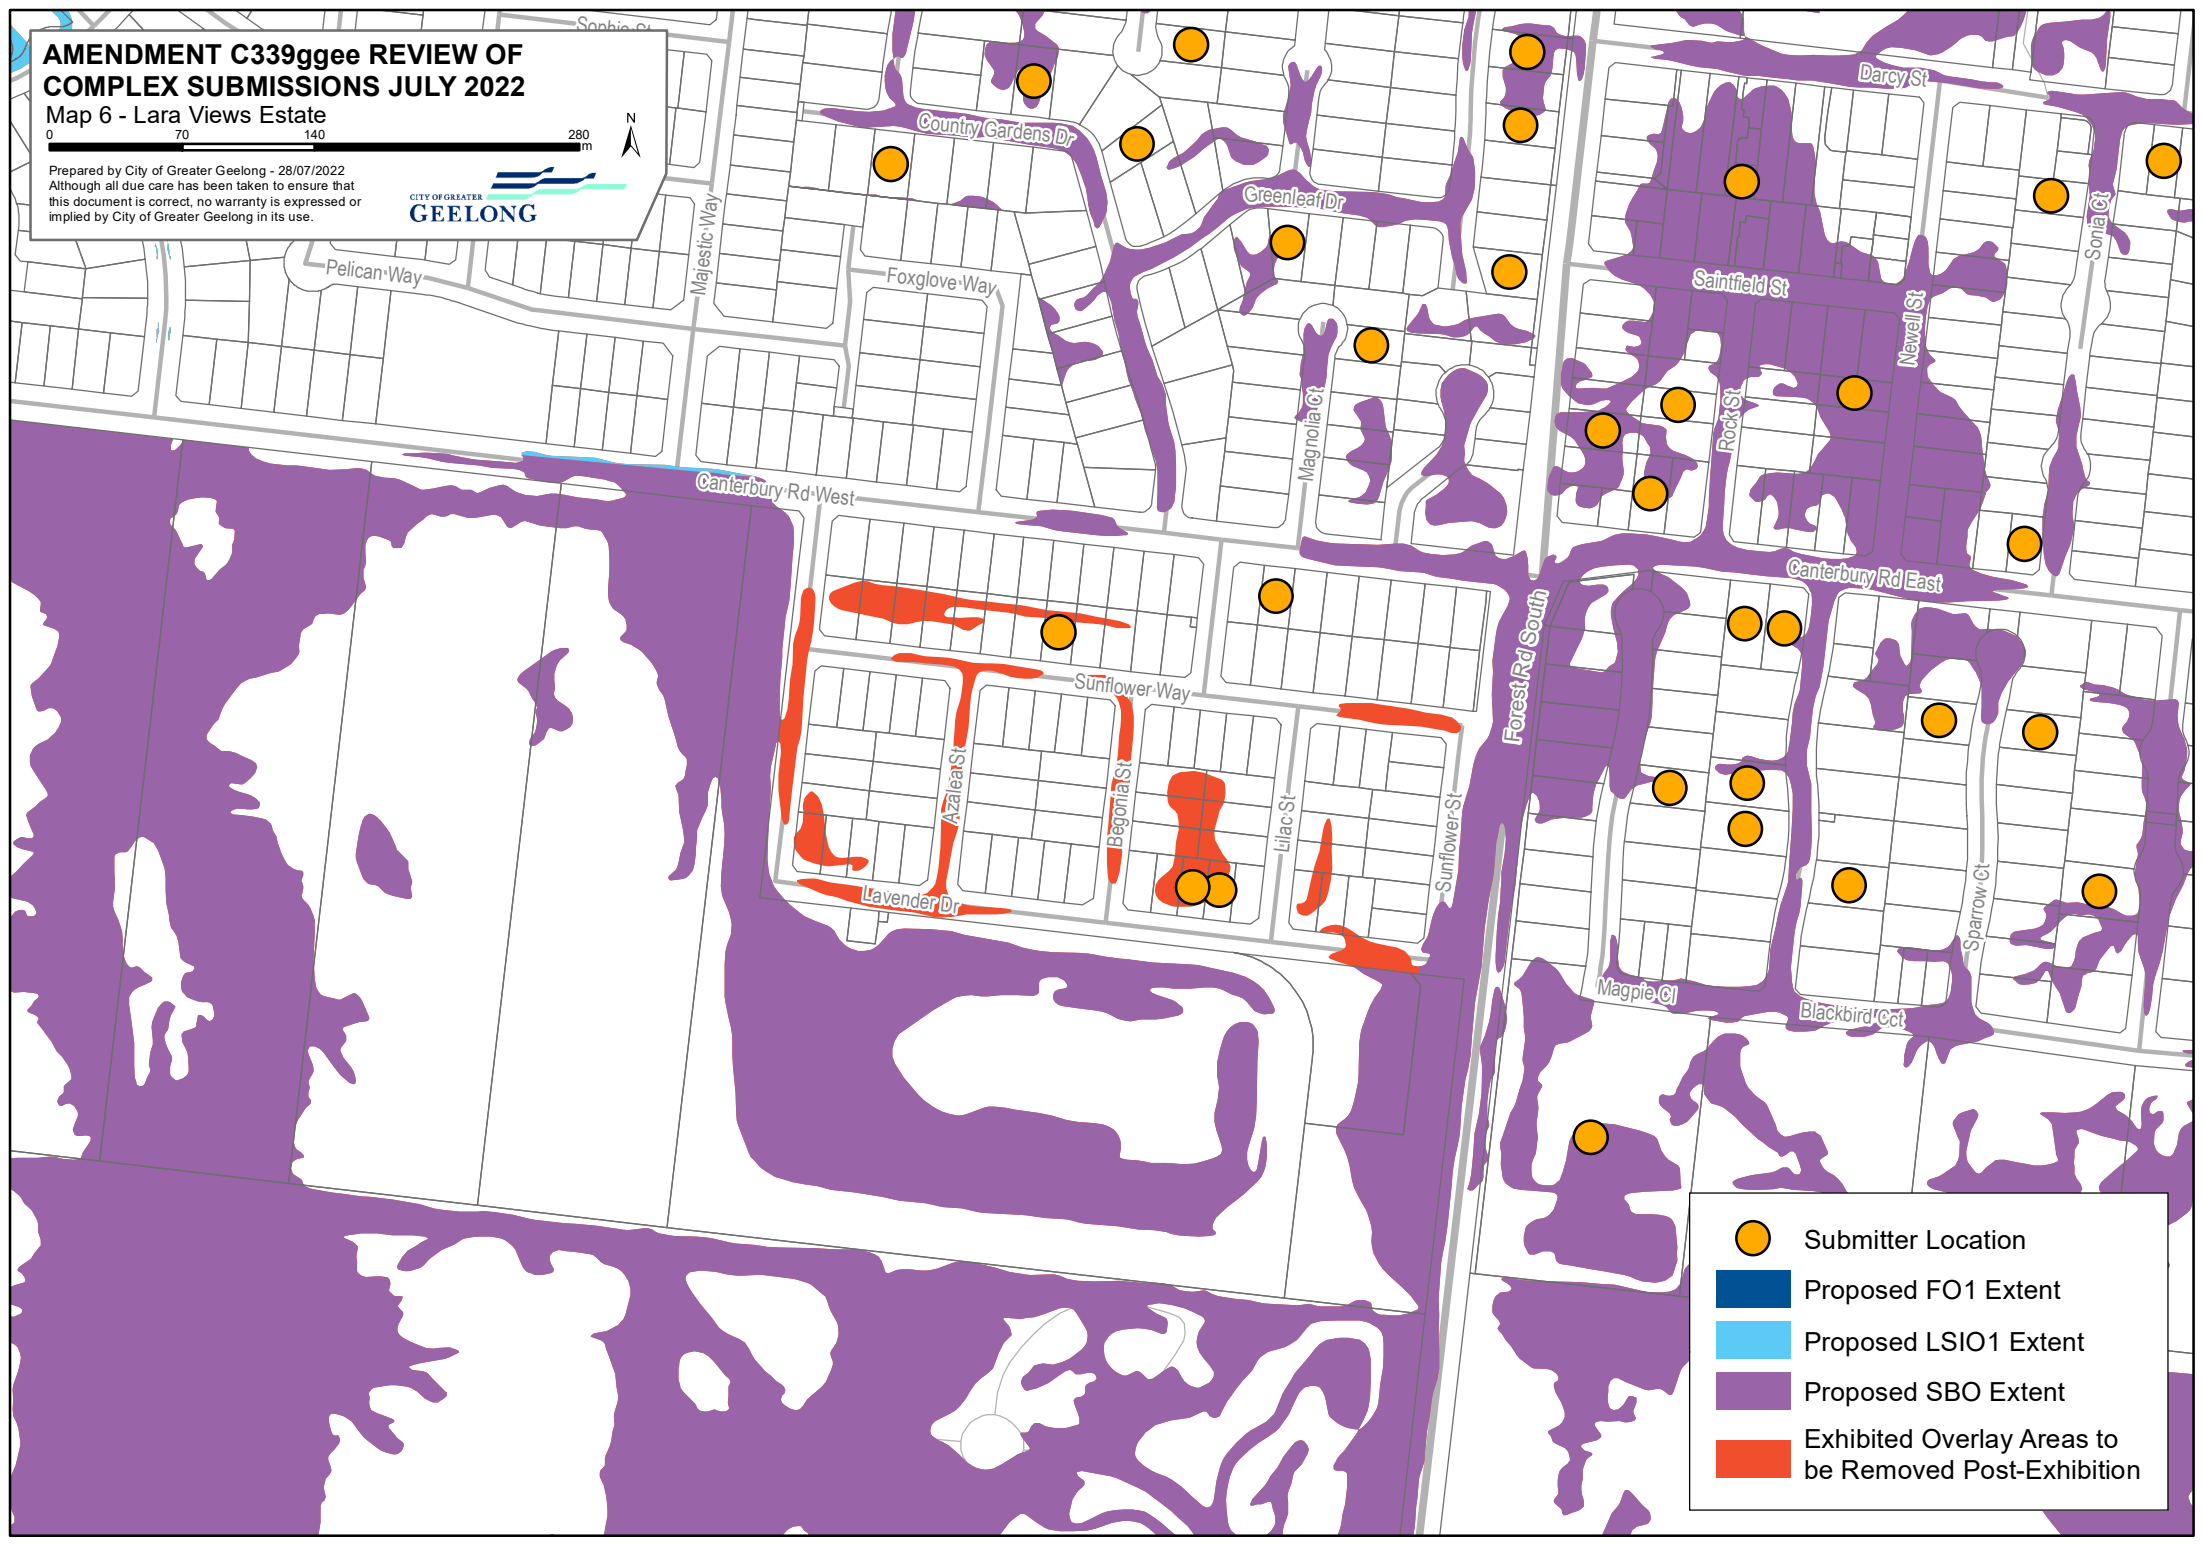 Sophie St
AMENDMENT C339ggee REVIEW OF
COMPLEX SUBMISSIONS JULY 2022
Map 6 - Lara Views Estate
0 70 140 280
m
N
Prepared by City of Greater Geelong - 28/07/2022
Although all due care has been taken to ensure that
this document is correct, no warranty is expressed or
implied by City of Greater Geelong in its use.
CITY OF GREATER
GEELONG
Darcy St
Country Gardens Dr
Greenleaf Dr
Majestic Way
Sonia Ct
Pelican Way
Foxglove Way
Saintfield St
Newell St
Magnolia Ct
Rock St
Canterbury Rd West
Canterbury Rd East
Forest Rd South
Sunflower Way
Azalea St
Begonia St
Lilac St
Sunflower St
Lavender Dr
Sparrow Ct
Magpie Cl
Blackbird Cct
Submitter Location
Proposed FO1 Extent
Proposed LSIO1 Extent
Proposed SBO Extent
Exhibited Overlay Areas to
be Removed Post-Exhibition